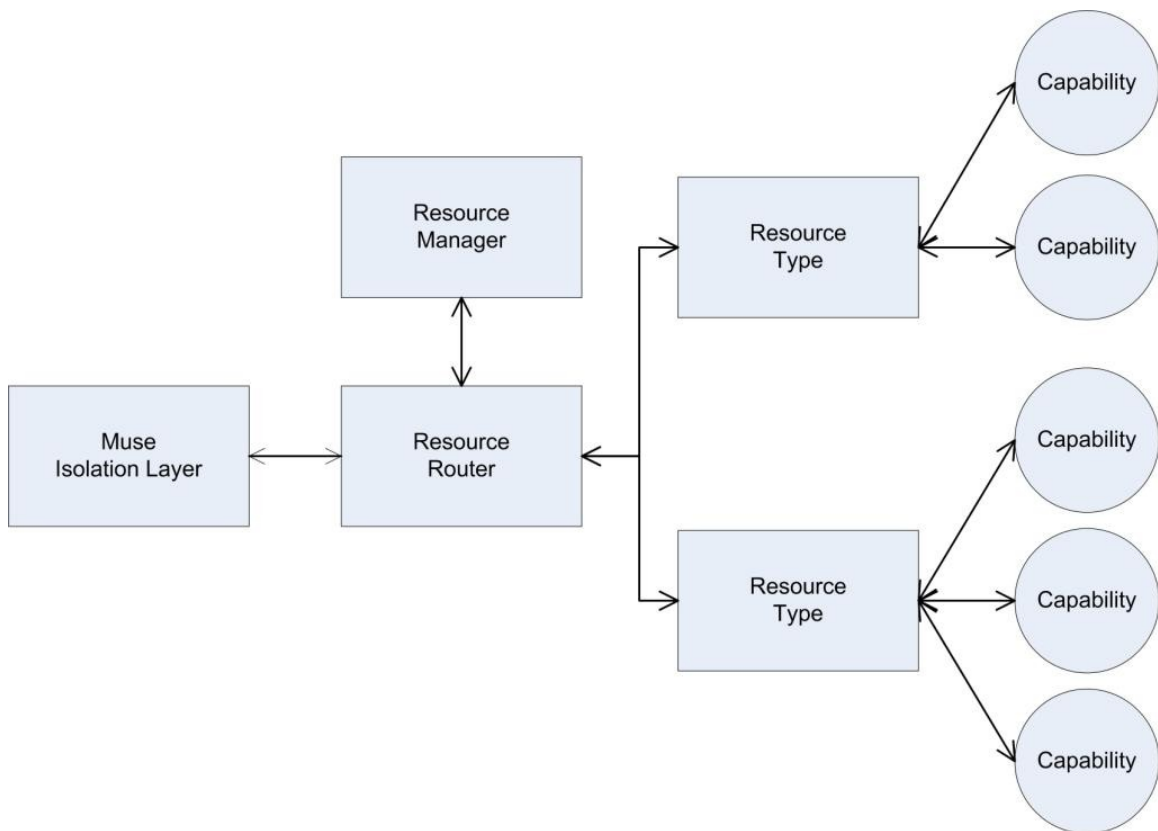 Capability
Resource
Manager
Resource
Type
Capability
Muse
Isolation Layer
Resource
Router
Capability
Resource
Type
Capability
Capability